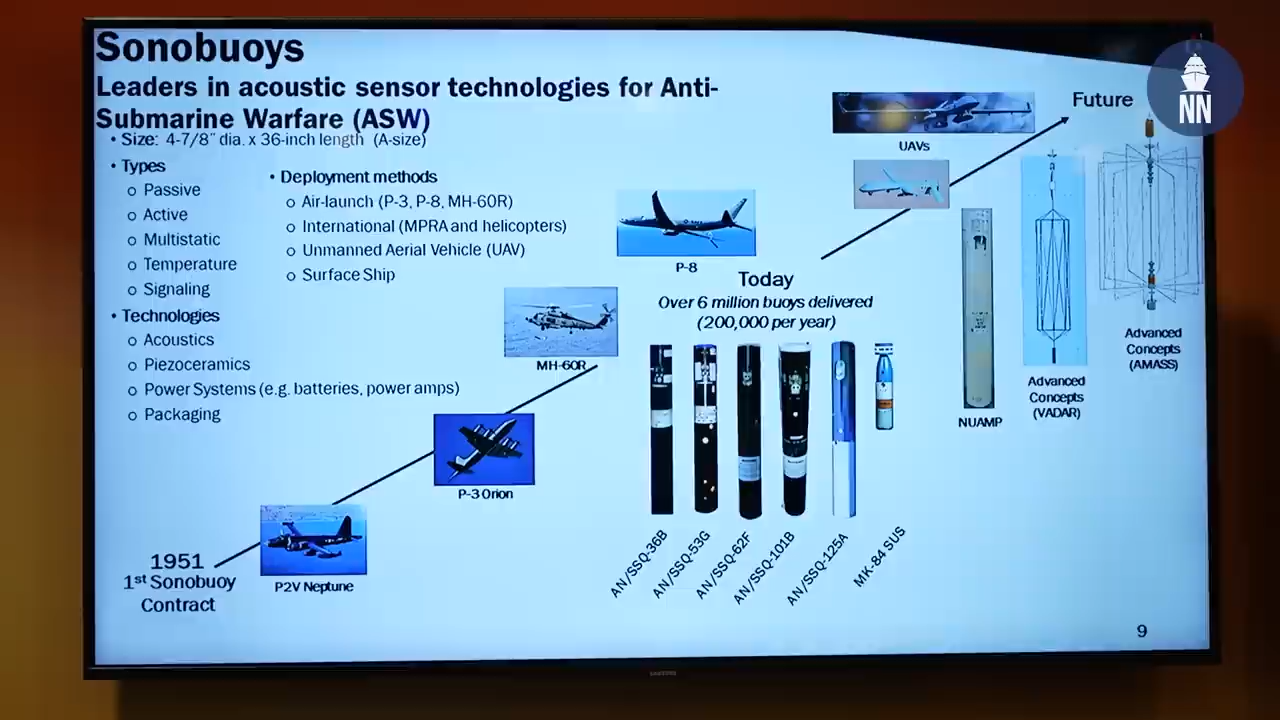 Sonobuoys
Leaders in acoustic sensor technologies for Anti-
Submarine Warfare (ASW)
• Size: 4-7/8" dia. x 36-inch length (A-size)
• Types
o Passive
o Active
o Multistatic
o Temperature
o Signaling
• Technologies
o Acoustics
o Piezoceramics
o Power Systems (e.g. batteries, power amps)
o Packaging
• Deployment methods
o Air-launch (P-3, P-8, MH-60R)
o International (MPRA and helicopters)
o Unmanned Aerial Vehicle (UAV)
o Surface Ship
1951
1st Sonobuoy
Contract
P2V Neptune
P-3 Orion
MH-60R
P-8
Today
Over 6 million buoys delivered
(200,000 per year)
AN/SSQ-36B
AN/SSQ-53G
AN/SSQ-62F
AN/SSQ-101B
AN/SSQ-125A
MK-84 SUS
UAVs
Future
NUAMP
Advanced
Concepts
(VADAR)
Advanced
Concepts
(AMASS)
9
NN
SAMSUNG